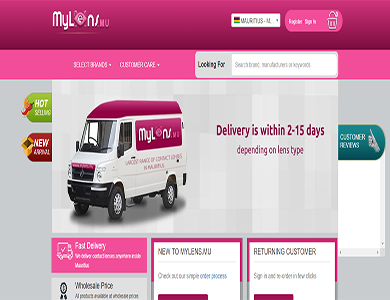 MyLens.MU
MAURITIUS - M.
Register Sign In
0
SELECT BRANDS
CUSTOMER CARE
Looking For
Search brand, manufacturers or keywords
HOT
SELLING
NEW
ARRIVAL
MyLens.MU
LARGEST RANGE OF CONTACT LENSES
IN MAURITIUS
Delivery is within 2-15 days
depending on lens type
CUSTOMER
REVIEWS
Fast Delivery
We deliver contact lenses anywhere inside
Mauritius
Wholesale Price
All products available at wholesale prices
NEW TO MYLENS.MU
Check out our simple order process
RETURNING CUSTOMER
Sign in and re-order in few clicks